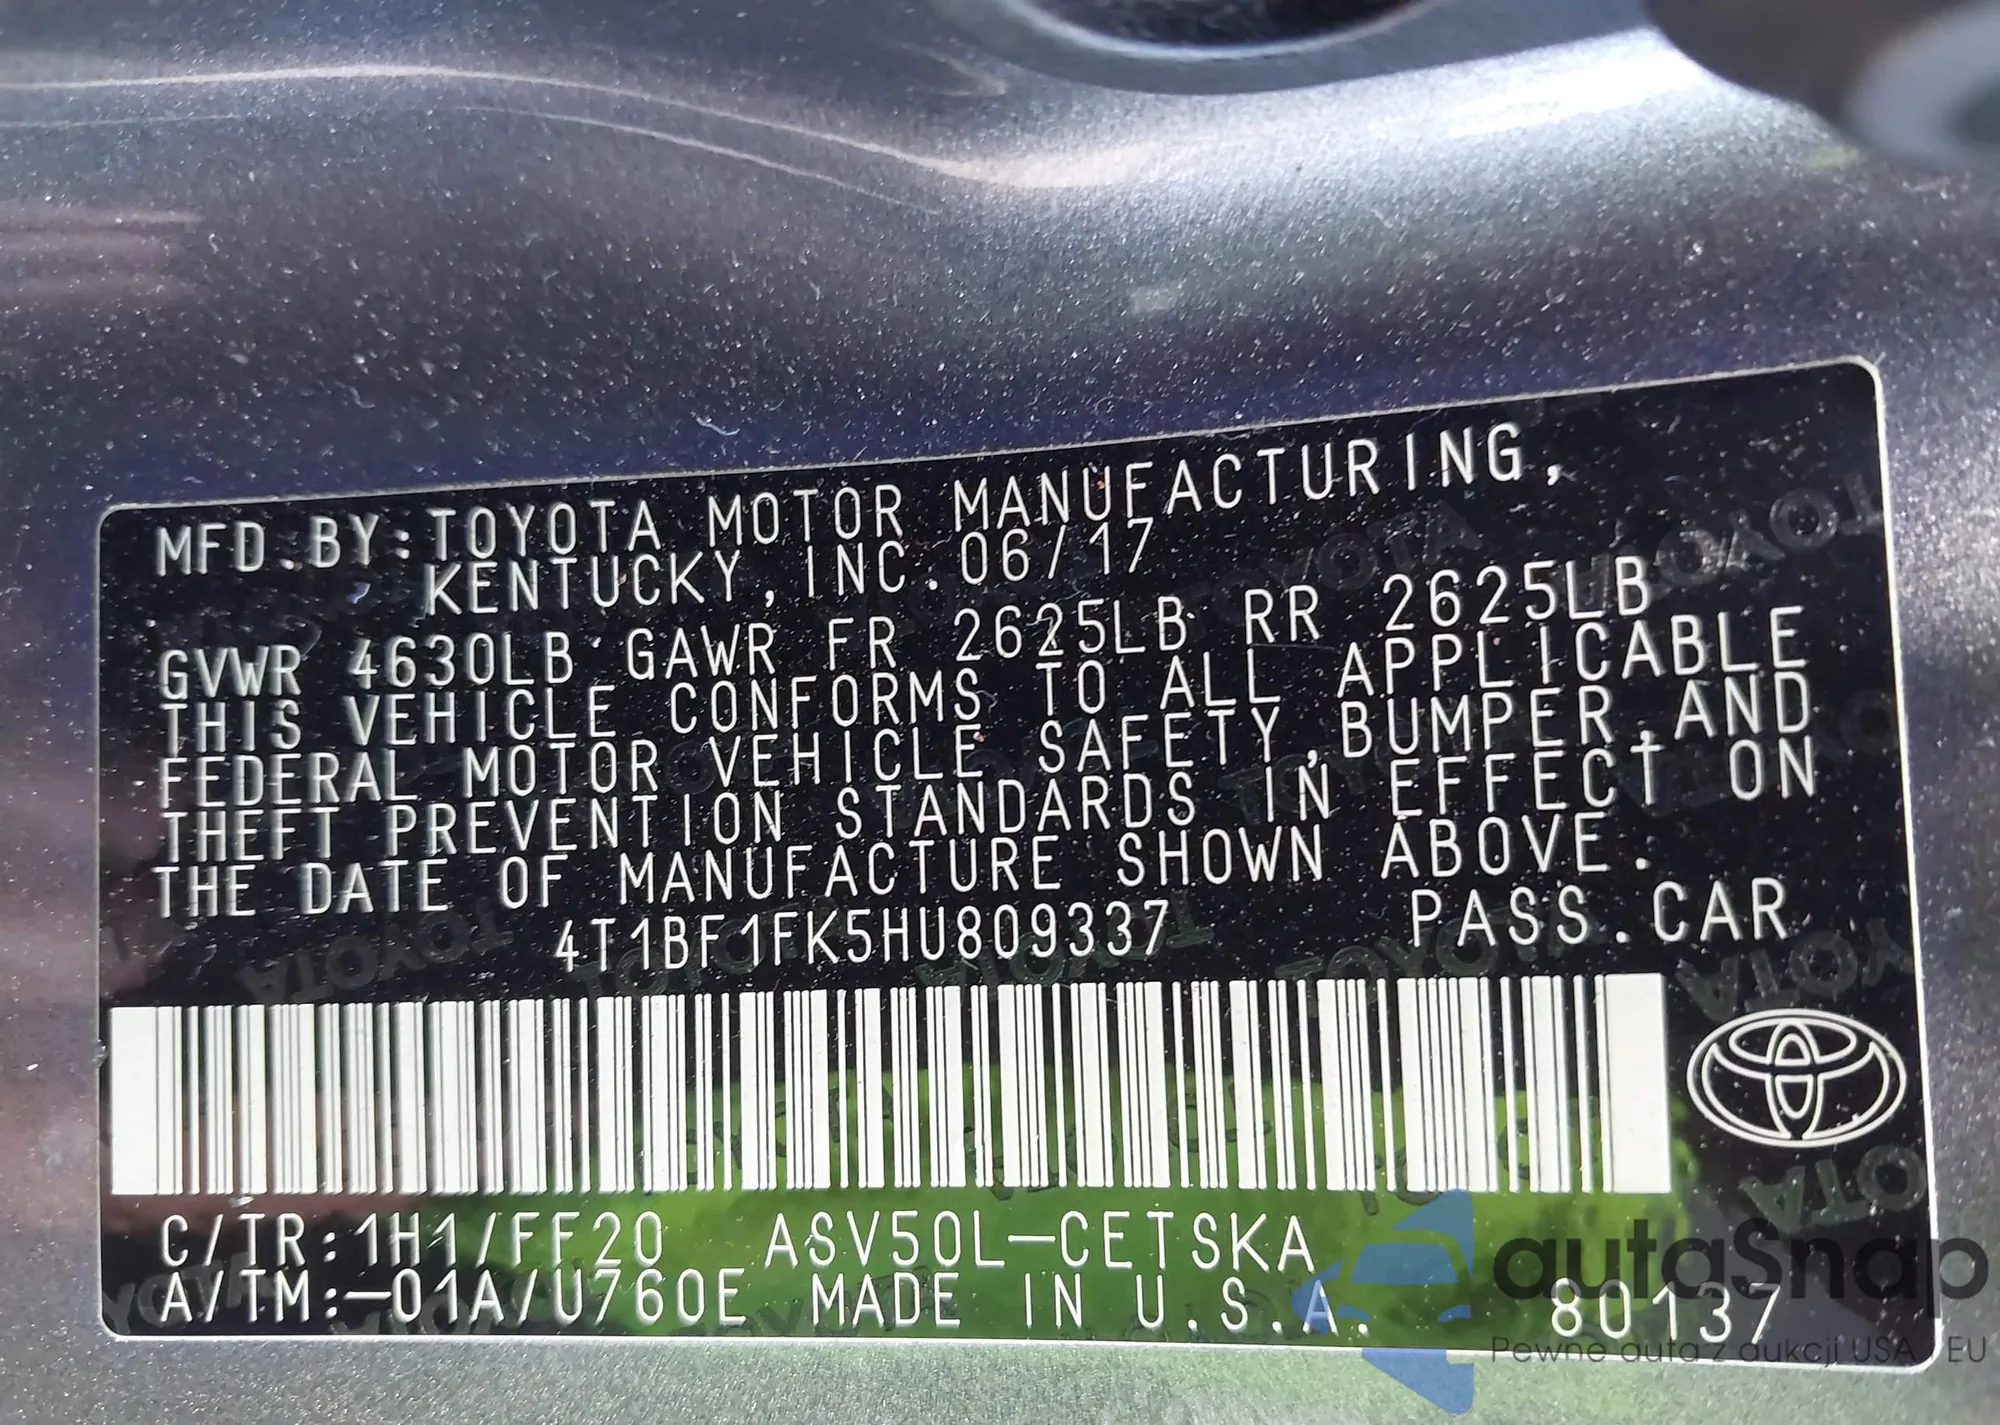 MFD.BY:TOYOTA MOTOR MANUFACTURING,
KENTUCKY, INC.06/17
GVWR 4630LB GAWR FR 2625LB RR 2625LB
THIS VEHICLE CONFORMS TO ALL APPLICABLE
FEDERAL MOTOR VEHICLE SAFETY,BUMPER,AND
THEFT PREVENTION STANDARDS IN EFFECT ON
THE DATE OF MANUFACTURE SHOWN ABOVE.
4T1BF1FK5HU809337 PASS.CAR
C/TR:1H1/FF20 ASV50L-CETSKA
A/TM:-01A/U760E MADE IN U.S.A. 80137
autaSnap
Pewne auta z aukcji USA i EU